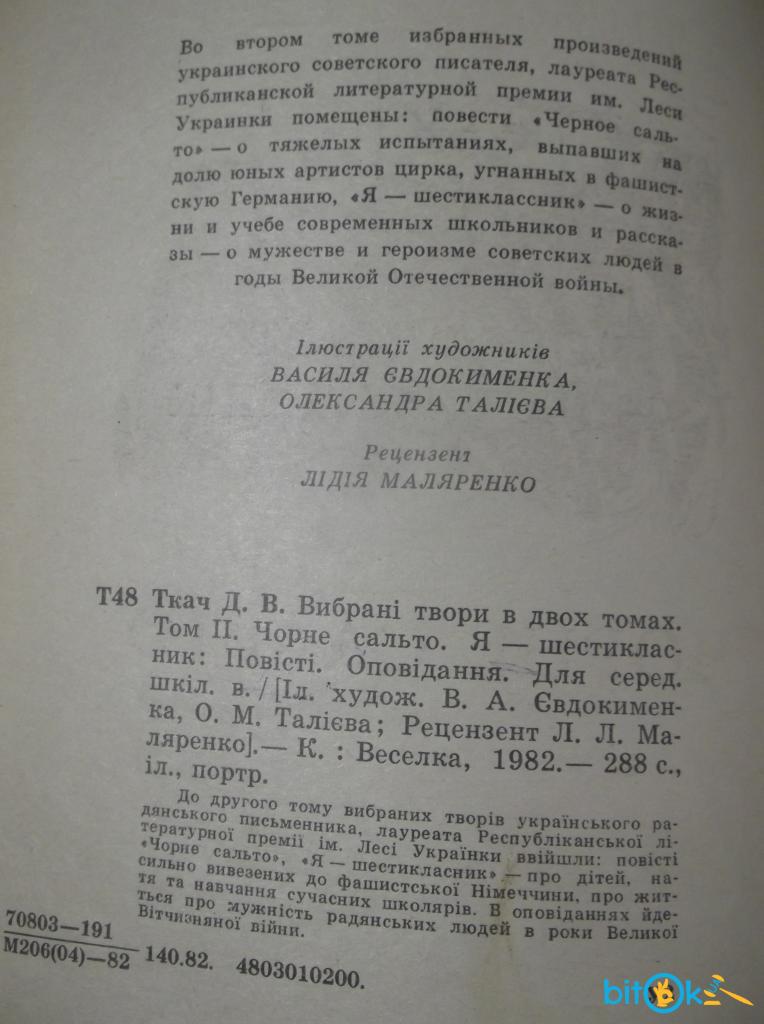 Во втором томе избранных произведений
украинского советского писателя, лауреата Рес-
публиканской литературной премии им. Леси
Украинки помещены: повести «Черное саль-
то» — о тяжелых испытаниях, выпавших на
долю юных артистов цирка, угнанных в фашист-
скую Германию, «Я — шестиклассник» — о жиз-
ни и учебе современных школьников и расска-
зы — о мужестве и героизме советских людей в
годы Великой Отечественной войны.
Ілюстрації художників
ВАСИЛЯ ЄВДОКИМЕНКА,
ОЛЕКСАНДРА ТАЛІЄВА
Рецензент
ЛІДІЯ МАЛЯРЕНКО
Т48 Ткач Д. В. Вибрані твори в двох томах.
Том II. Чорне сальто. Я — шестиклас-
ник: Повісті. Оповідання. Для серед.
шкіл. в. / [Іл. худож. В. А. Євдокимен-
ка, О. М. Талієва; Рецензент Л. Л. Ма-
ляренко].— К. : Веселка, 1982.— 288 с.,
іл., портр.
До другого тому вибраних творів українського ра-
дянського письменника, лауреата Республіканської лі-
тературної премії ім. Лесі Українки ввійшли: повісті
«Чорне сальто», «Я — шестикласник» — про дітей, на-
сильно вивезених до фашистської Німеччини, про жит-
тя та навчання сучасних школярів. В оповіданнях йде-
ться про мужність радянських людей в роки Великої
Вітчизняної війни.
70803—191
М206(04)—82 140.82. 4803010200.
bitok